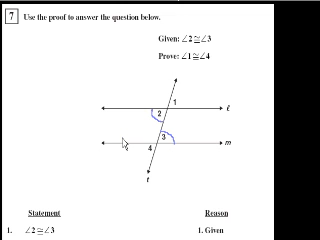 7 Use the proof to answer the question below.
Given: ∠2≅∠3
Prove: ∠1≅∠4
1
2
ℓ
3
4
m
t
Statement Reason
1. ∠2≅∠3 1. Given